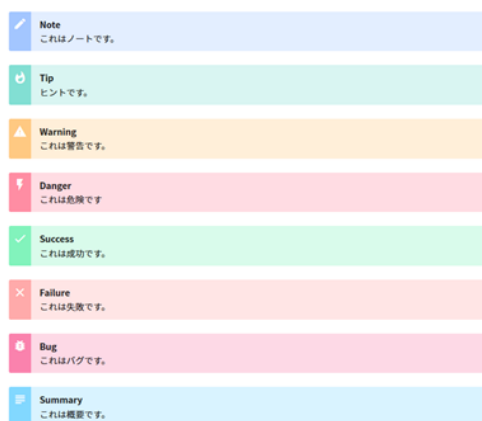 Note
これはノートです。
Tip
ヒントです。
Warning
これは警告です。
Danger
これは危険です
Success
これは成功です。
Failure
これは失敗です。
Bug
これはバグです。
Summary
これは概要です。